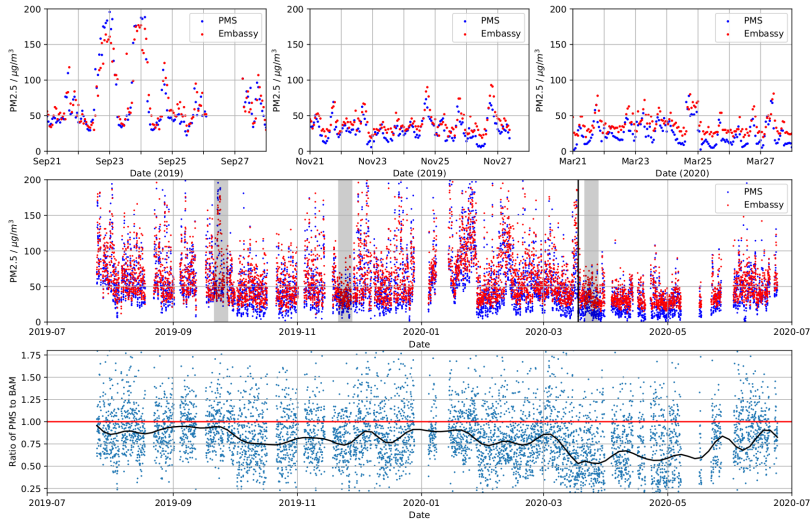 200
150
100
50
0
PM2.5 / μg/m³
PMS
Embassy
Sep21
Sep23
Sep25
Sep27
Date (2019)
200
150
100
50
0
PM2.5 / μg/m³
PMS
Embassy
Nov21
Nov23
Nov25
Nov27
Date (2019)
200
150
100
50
0
PM2.5 / μg/m³
PMS
Embassy
Mar21
Mar23
Mar25
Mar27
Date (2020)
200
150
100
50
0
PM2.5 / μg/m³
PMS
Embassy
2019-07
2019-09
2019-11
2020-01
2020-03
2020-05
2020-07
Date
1.75
1.50
1.25
1.00
0.75
0.50
0.25
Ratio of PMS to BAM
2019-07
2019-09
2019-11
2020-01
2020-03
2020-05
2020-07
Date